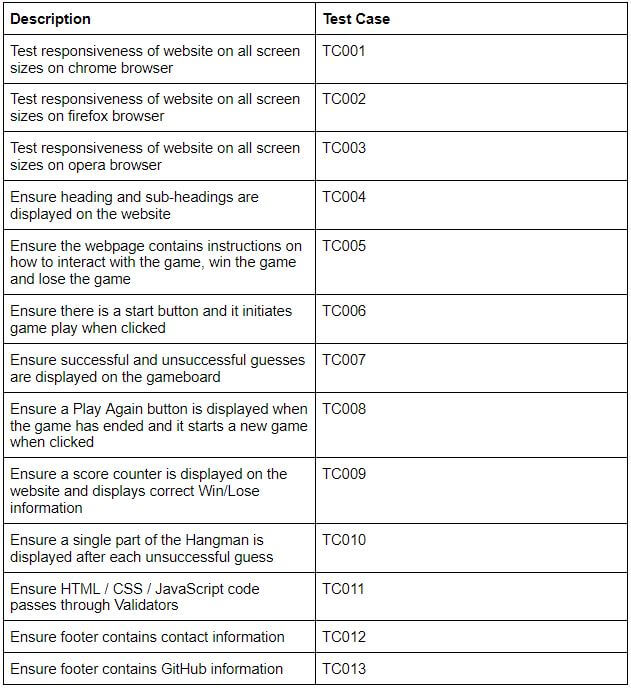 Description Test Case
Test responsiveness of website on all screen TC001
sizes on chrome browser
Test responsiveness of website on all screen TC002
sizes on firefox browser
Test responsiveness of website on all screen TC003
sizes on opera browser
Ensure heading and sub-headings are TC004
displayed on the website
Ensure the webpage contains instructions on TC005
how to interact with the game, win the game
and lose the game
Ensure there is a start button and it initiates TC006
game play when clicked
Ensure successful and unsuccessful guesses TC007
are displayed on the gameboard
Ensure a Play Again button is displayed when TC008
the game has ended and it starts a new game
when clicked
Ensure a score counter is displayed on the TC009
website and displays correct Win/Lose
information
Ensure a single part of the Hangman is TC010
displayed after each unsuccessful guess
Ensure HTML / CSS / JavaScript code TC011
passes through Validators
Ensure footer contains contact information TC012
Ensure footer contains GitHub information TC013